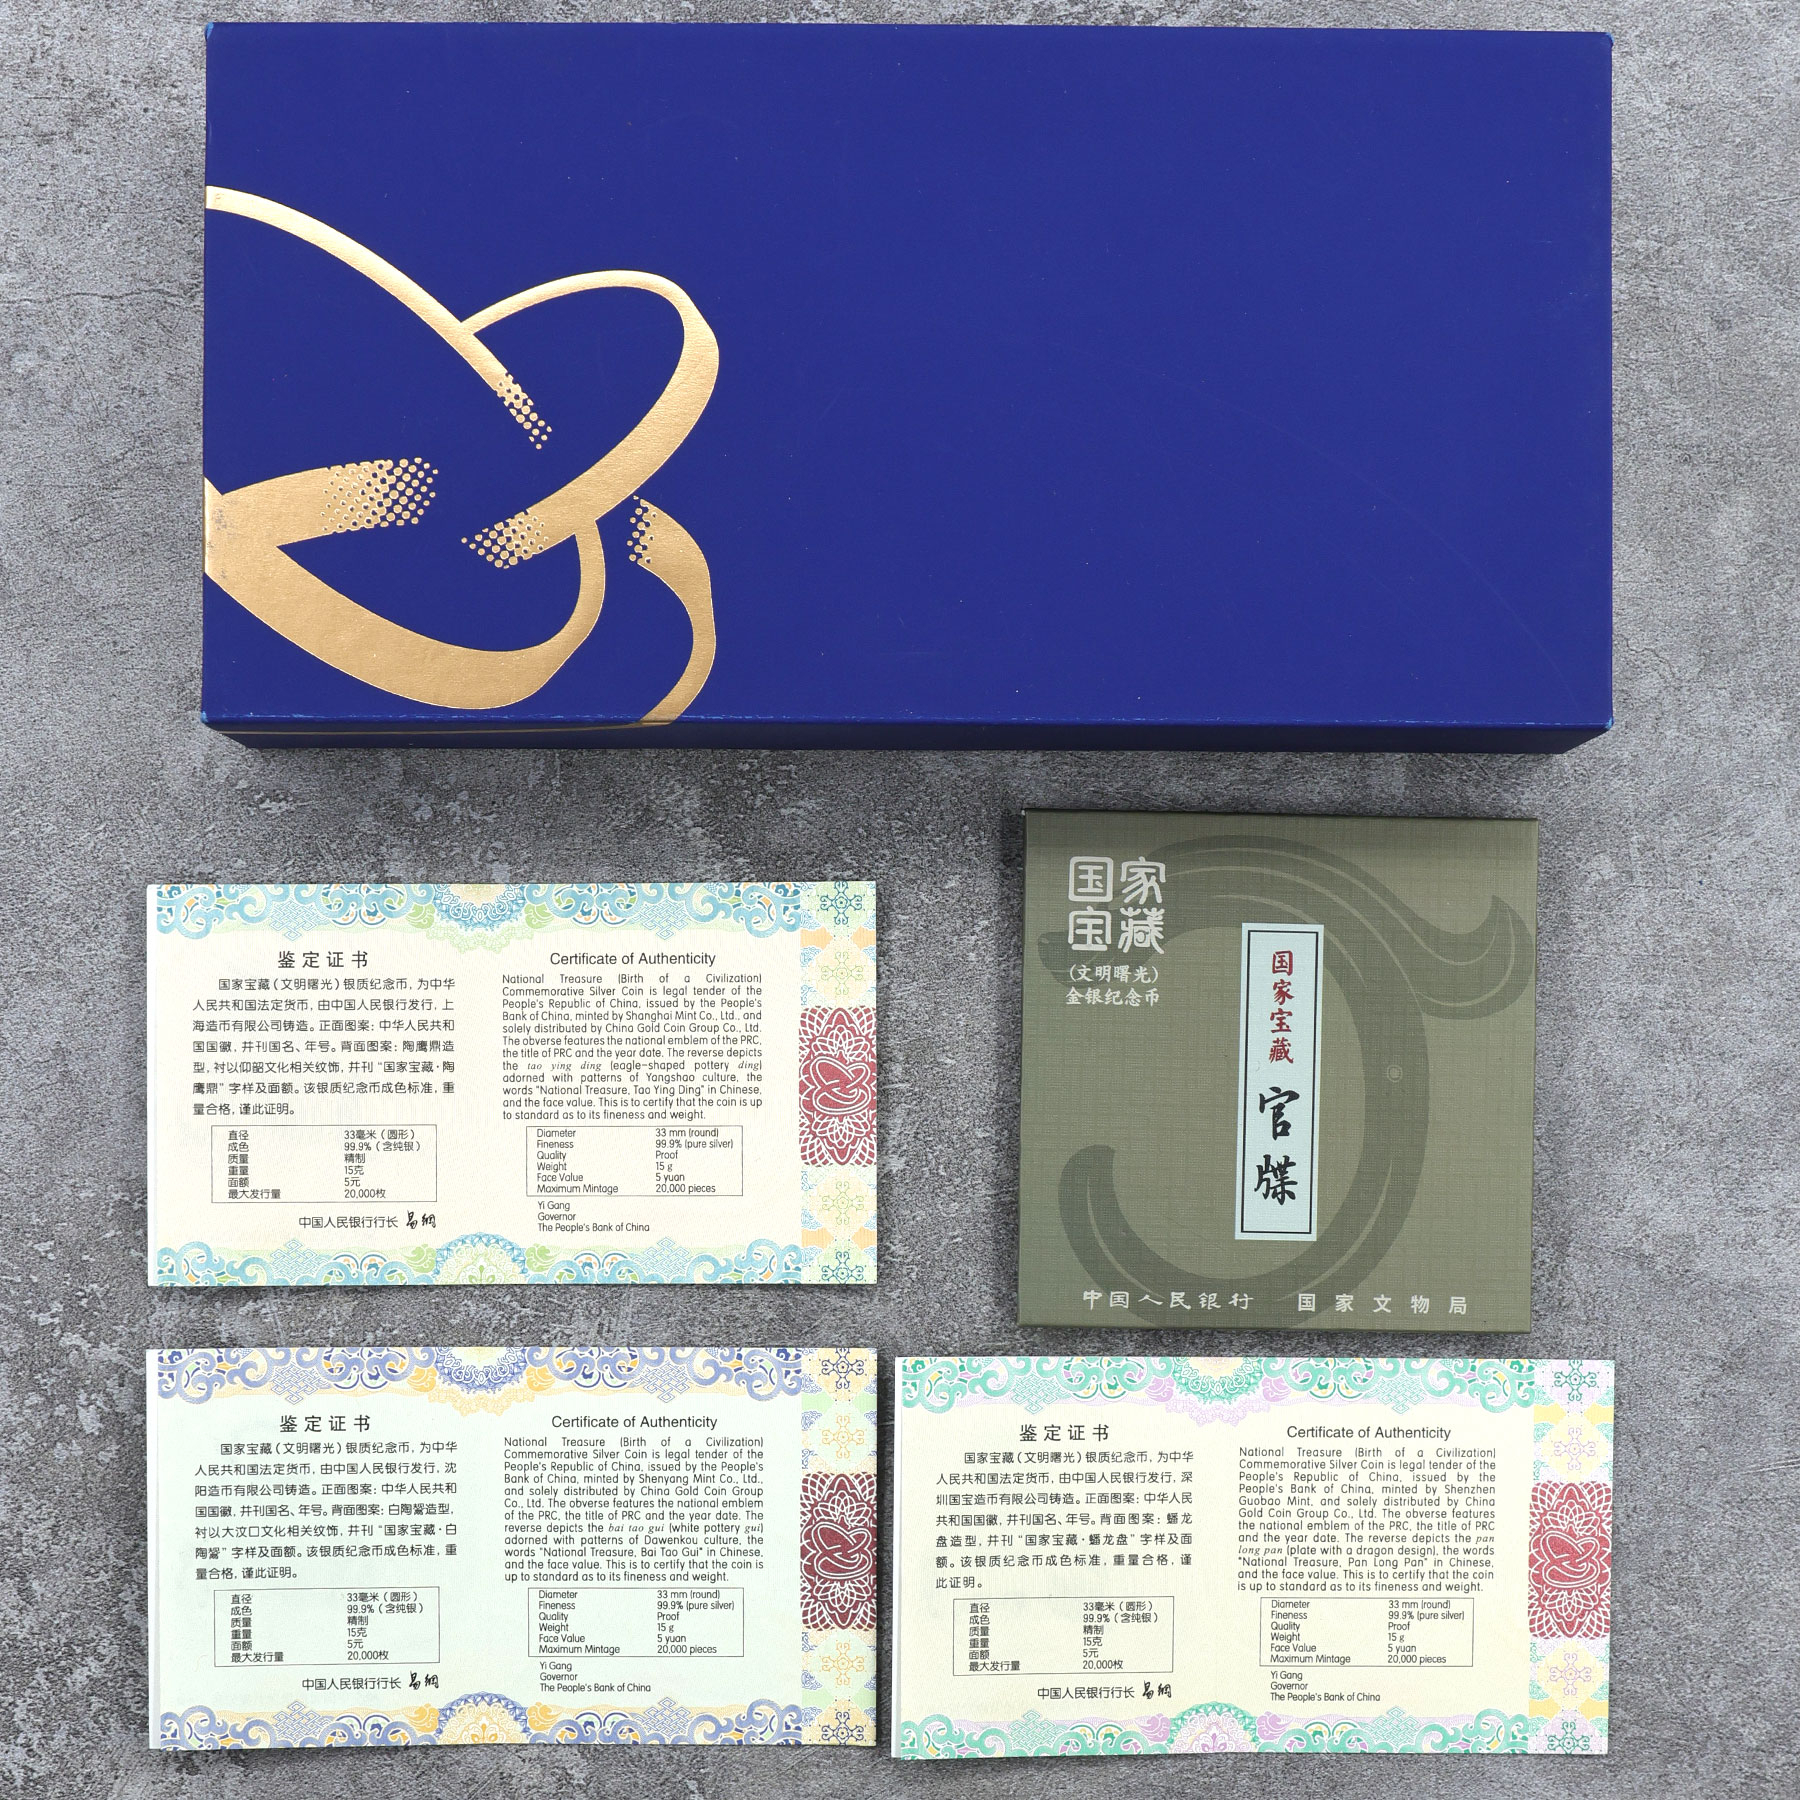 国家
宝藏
(文明曙光)
金银纪念币
国家宝藏
官牒
中国人民银行 国家文物局
鉴定证书
国家宝藏(文明曙光)银质纪念币,为中华
人民共和国法定货币,由中国人民银行发行,上
海造币有限公司铸造。正面图案:中华人民共和
国国徽,并刊国名、年号。背面图案:陶鹰鼎造
型,衬以仰韶文化相关纹饰,并刊“国家宝藏·陶
鹰鼎”字样及面额。该银质纪念币成色标准,重
量合格,谨此证明。
直径 33毫米(圆形)
成色 99.9%(含纯银)
质量 精制
重量 15克
面额 5元
最大发行量 20,000枚
中国人民银行行长 易纲
Certificate of Authenticity
National Treasure (Birth of a Civilization)
Commemorative Silver Coin is legal tender of the
People's Republic of China, issued by the People's
Bank of China, minted by Shanghai Mint Co., Ltd., and
solely distributed by China Gold Coin Group Co., Ltd.
The obverse features the national emblem of the PRC,
the title of PRC and the year date. The reverse depicts
the tao ying ding (eagle-shaped pottery ding)
adorned with patterns of Yangshao culture, the
words "National Treasure, Tao Ying Ding" in Chinese,
and the face value. This is to certify that the coin is up
to standard as to its fineness and weight.
Diameter 33 mm (round)
Fineness 99.9% (pure silver)
Quality Proof
Weight 15 g
Face Value 5 yuan
Maximum Mintage 20,000 pieces
Yi Gang
Governor
The People's Bank of China
鉴定证书
国家宝藏(文明曙光)银质纪念币,为中华
人民共和国法定货币,由中国人民银行发行,沈
阳造币有限公司铸造。正面图案:中华人民共和
国国徽,并刊国名、年号。背面图案:白陶鬶造型,
衬以大汶口文化相关纹饰,并刊“国家宝藏·白
陶鬶”字样及面额。该银质纪念币成色标准,重
量合格,谨此证明。
直径 33毫米(圆形)
成色 99.9%(含纯银)
质量 精制
重量 15克
面额 5元
最大发行量 20,000枚
中国人民银行行长 易纲
Certificate of Authenticity
National Treasure (Birth of a Civilization)
Commemorative Silver Coin is legal tender of the
People's Republic of China, issued by the People's
Bank of China, minted by Shenyang Mint Co., Ltd.,
and solely distributed by China Gold Coin Group
Co., Ltd. The obverse features the national emblem
of the PRC, the title of PRC and the year date. The
reverse depicts the bai tao gui (white pottery gui)
adorned with patterns of Dawenkou culture, the
words "National Treasure, Bai Tao Gui" in Chinese,
and the face value. This is to certify that the coin is
up to standard as to its fineness and weight.
Diameter 33 mm (round)
Fineness 99.9% (pure silver)
Quality Proof
Weight 15 g
Face Value 5 yuan
Maximum Mintage 20,000 pieces
Yi Gang
Governor
The People's Bank of China
鉴定证书
国家宝藏(文明曙光)银质纪念币,为中华
人民共和国法定货币,由中国人民银行发行,深
圳国宝造币有限公司铸造。正面图案:中华人民
共和国国徽,并刊国名、年号。背面图案:蟠龙
盘造型,并刊“国家宝藏·蟠龙盘”字样及面
额。该银质纪念币成色标准,重量合格,谨
此证明。
直径 33毫米(圆形)
成色 99.9%(含纯银)
质量 精制
重量 15克
面额 5元
最大发行量 20,000枚
中国人民银行行长 易纲
Certificate of Authenticity
National Treasure (Birth of a Civilization)
Commemorative Silver Coin is legal tender of the
People's Republic of China, issued by the
People's Bank of China, minted by Shenzhen
Guobao Mint, and solely distributed by China
Gold Coin Group Co., Ltd. The obverse features
the national emblem of the PRC, the title of PRC
and the year date. The reverse depicts the pan
long pan (plate with a dragon design), the words
"National Treasure, Pan Long Pan" in Chinese,
and the face value. This is to certify that the coin
is up to standard as to its fineness and weight.
Diameter 33 mm (round)
Fineness 99.9% (pure silver)
Quality Proof
Weight 15 g
Face Value 5 yuan
Maximum Mintage 20,000 pieces
Yi Gang
Governor
The People's Bank of China